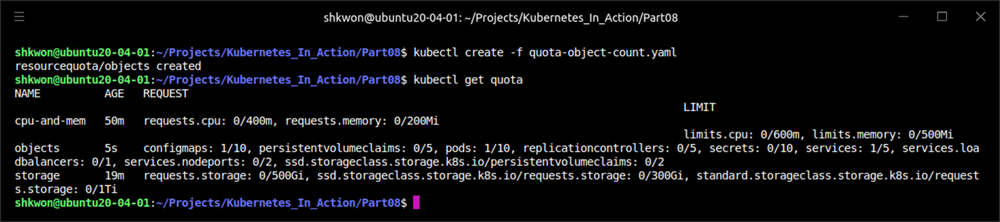 shkwon@ubuntu20-04-01: ~/Projects/Kubernetes_In_Action/Part08
shkwon@ubuntu20-04-01:~/Projects/Kubernetes_In_Action/Part08$ kubectl create -f quota-object-count.yaml
resourcequota/objects created
shkwon@ubuntu20-04-01:~/Projects/Kubernetes_In_Action/Part08$ kubectl get quota
NAME          AGE   REQUEST
LIMIT
cpu-and-mem   50m   requests.cpu: 0/400m, requests.memory: 0/200Mi
limits.cpu: 0/600m, limits.memory: 0/500Mi
objects       5s    configmaps: 1/10, persistentvolumeclaims: 0/5, pods: 1/10, replicationcontrollers: 0/5, secrets: 0/10, services: 1/5, services.loa
dbalancers: 0/1, services.nodeports: 0/2, ssd.storageclass.storage.k8s.io/persistentvolumeclaims: 0/2
storage       19m   requests.storage: 0/500Gi, ssd.storageclass.storage.k8s.io/requests.storage: 0/300Gi, standard.storageclass.storage.k8s.io/request
s.storage: 0/1Ti
shkwon@ubuntu20-04-01:~/Projects/Kubernetes_In_Action/Part08$